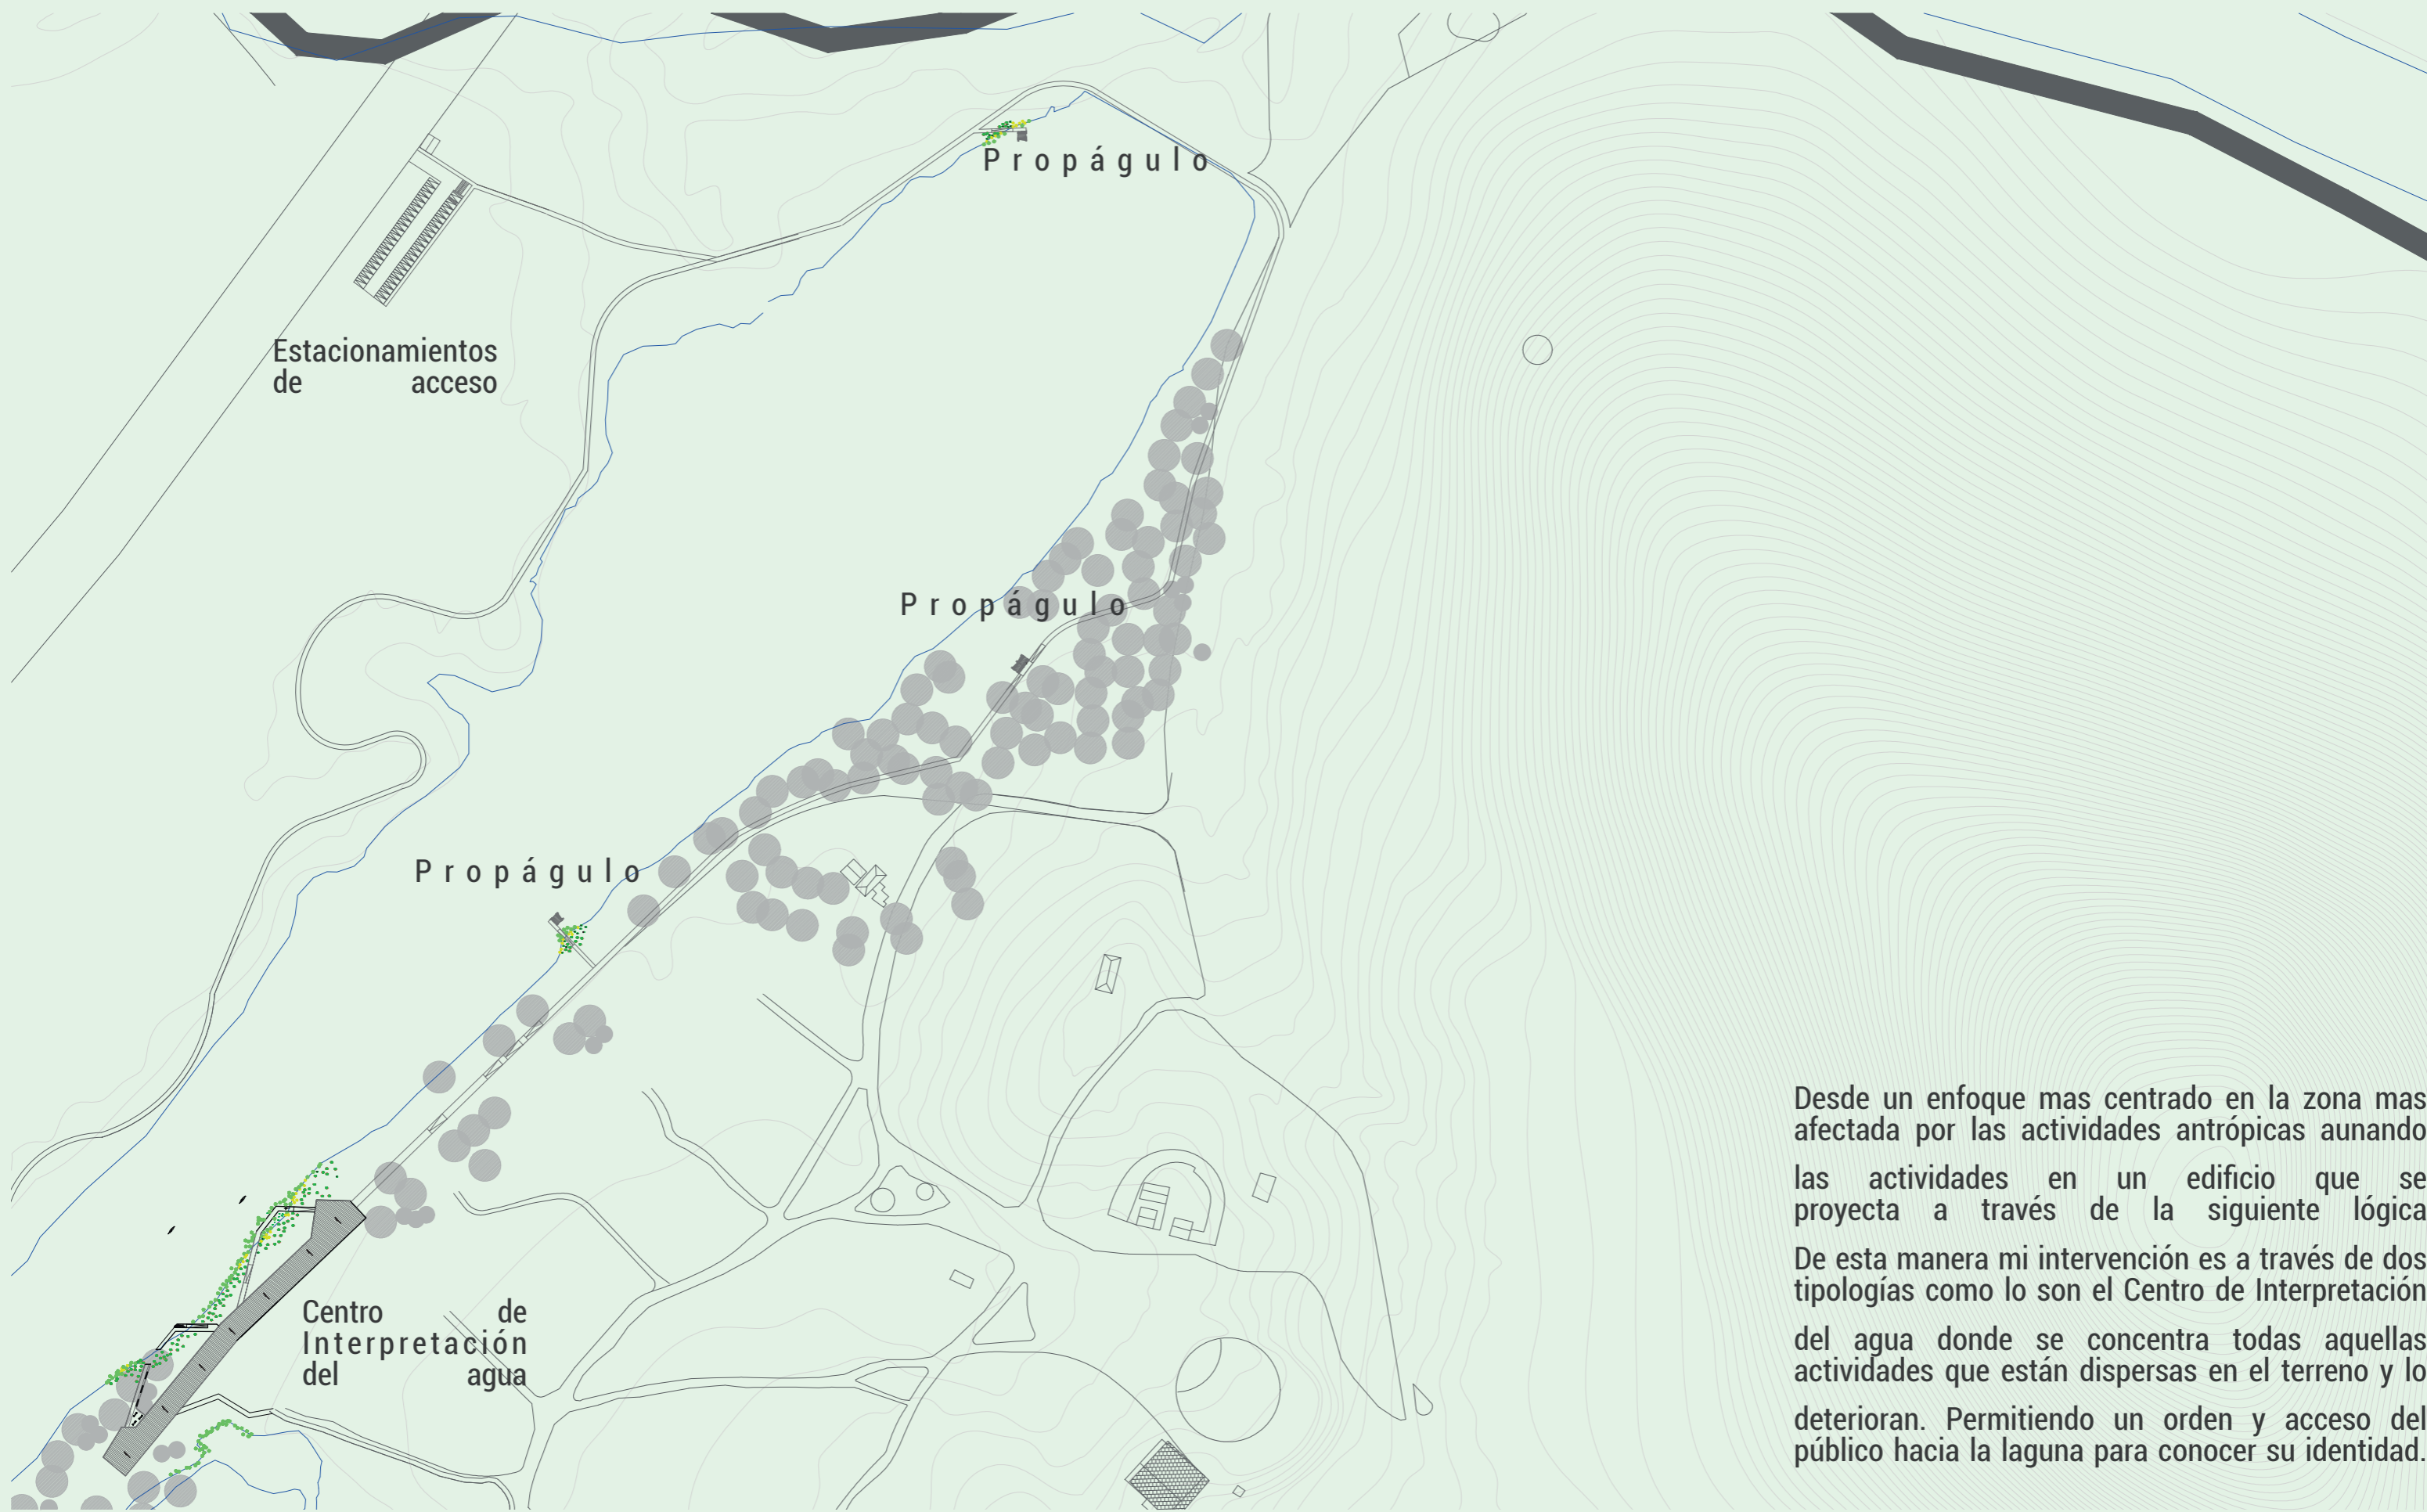 Propágulo
Estacionamientos
de acceso
Propágulo
Propágulo
Centro de
Interpretación
del agua
Desde un enfoque mas centrado en la zona mas
afectada por las actividades antrópicas aunando
las actividades en un edificio que se
proyecta a través de la siguiente lógica
De esta manera mi intervención es a través de dos
tipologías como lo son el Centro de Interpretación
del agua donde se concentra todas aquellas
actividades que están dispersas en el terreno y lo
deterioran. Permitiendo un orden y acceso del
público hacia la laguna para conocer su identidad.